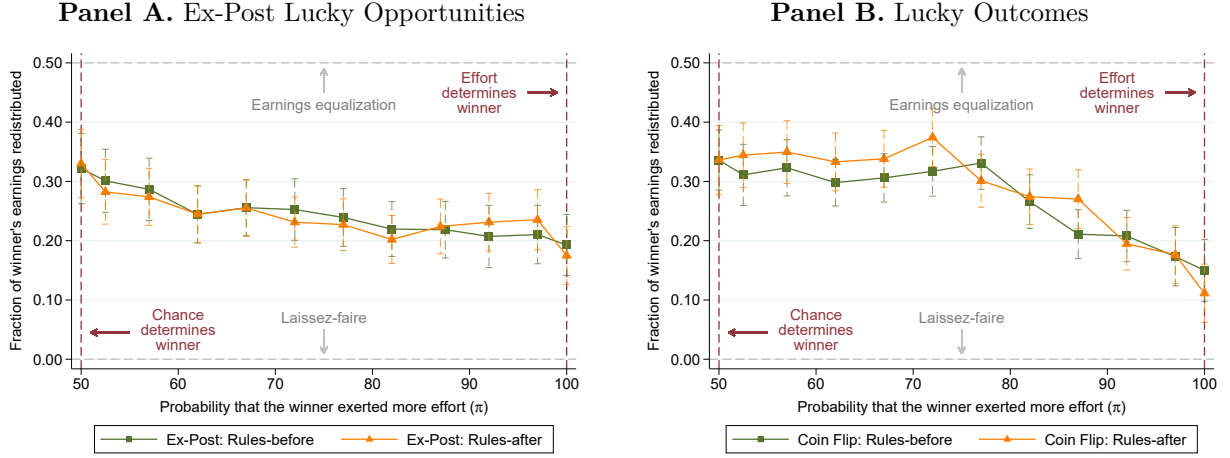 Panel A. Ex-Post Lucky Opportunities
Fraction of winner's earnings redistributed
0.50
0.40
0.30
0.20
0.10
0.00
Effort
determines
winner
Earnings equalization
Chance
determines
winner
Laissez-faire
50 60 70 80 90 100
Probability that the winner exerted more effort (π)
Ex-Post: Rules-before Ex-Post: Rules-after
Panel B. Lucky Outcomes
Fraction of winner's earnings redistributed
0.50
0.40
0.30
0.20
0.10
0.00
Effort
determines
winner
Earnings equalization
Chance
determines
winner
Laissez-faire
50 60 70 80 90 100
Probability that the winner exerted more effort (π)
Coin Flip: Rules-before Coin Flip: Rules-after